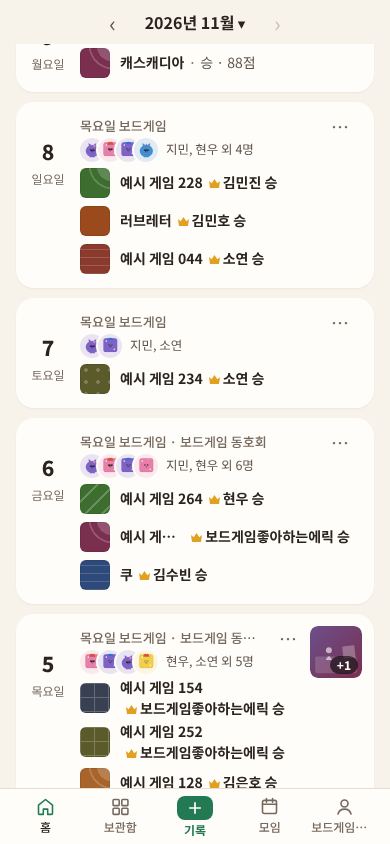 ‹ 2026년 11월 ▾ ›
월요일
캐스캐디아 · 승 · 88점
8
일요일
목요일 보드게임 ···
지민, 현우 외 4명
예시 게임 228 김민진 승
러브레터 김민호 승
예시 게임 044 소연 승
7
토요일
목요일 보드게임 ···
지민, 소연
예시 게임 234 소연 승
6
금요일
목요일 보드게임 · 보드게임 동호회 ···
지민, 현우 외 6명
예시 게임 264 현우 승
예시 게… 보드게임좋아하는에릭 승
쿠 김수빈 승
5
목요일
목요일 보드게임 · 보드게임 동… ···
현우, 소연 외 5명
+1
예시 게임 154
보드게임좋아하는에릭 승
예시 게임 252
보드게임좋아하는에릭 승
예시 게임 128 김은호 승
홈 보관함 기록 모임 보드게임…